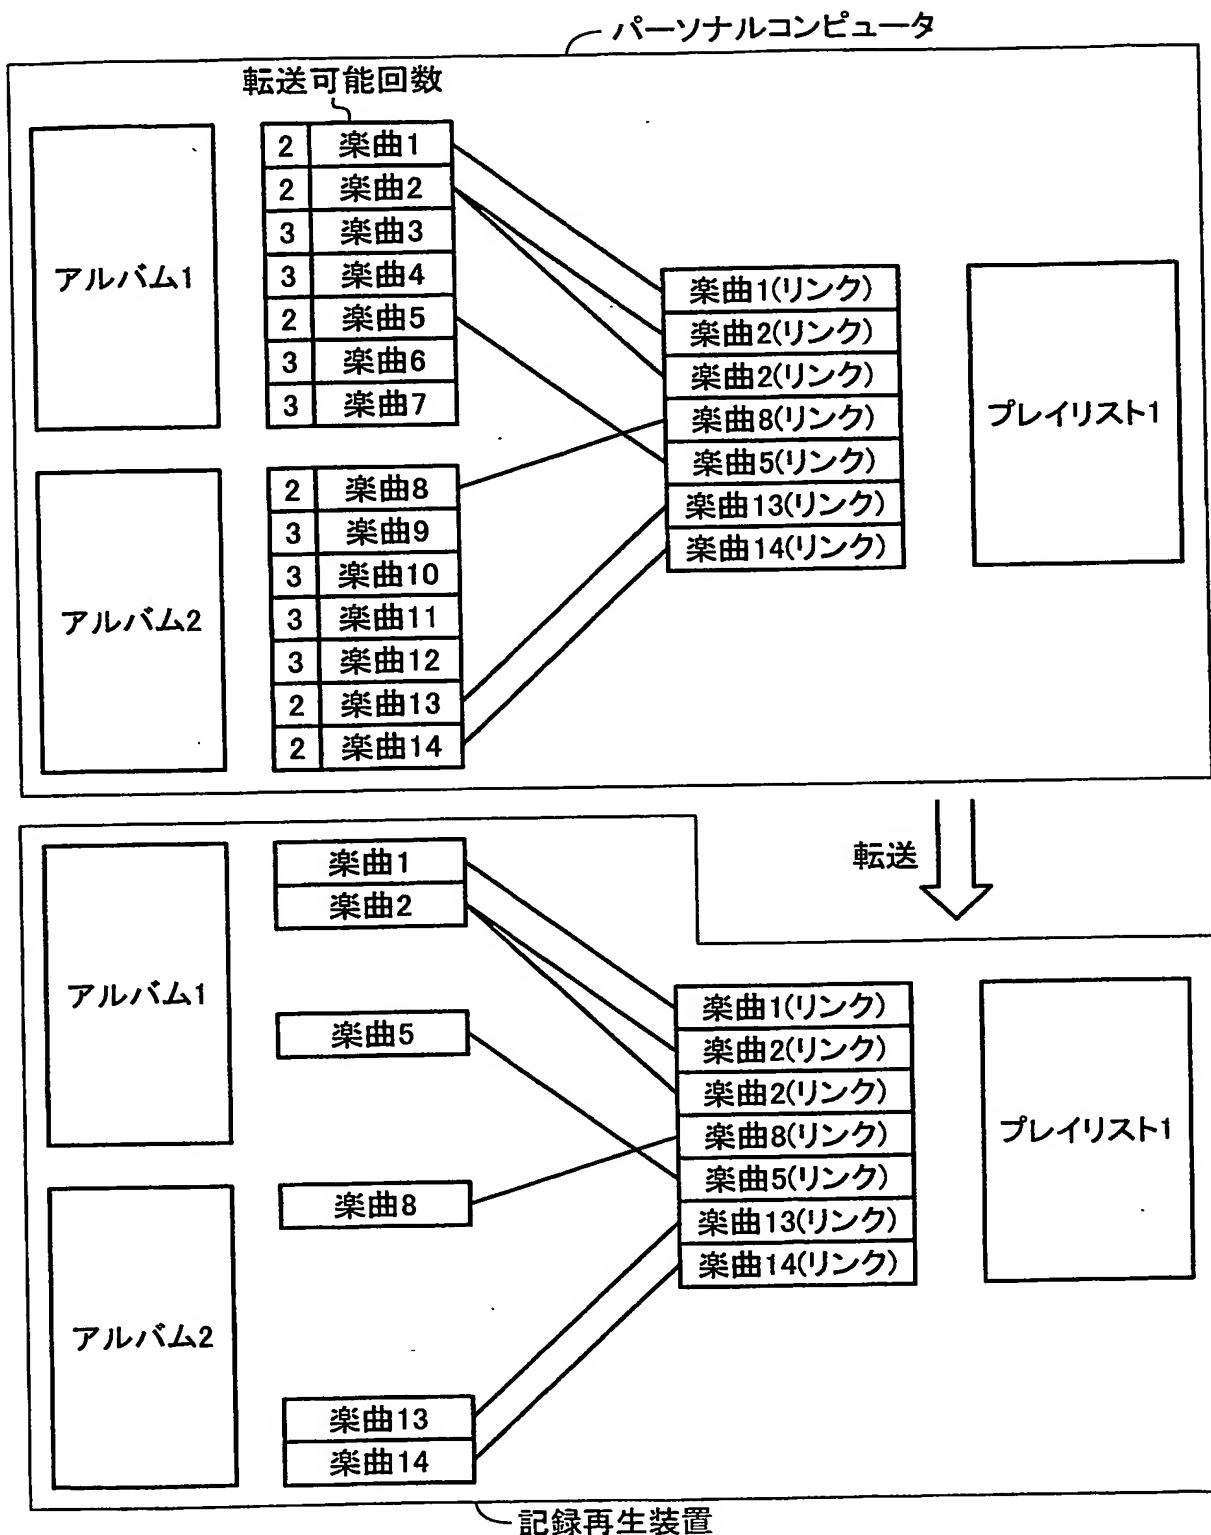 パーソナルコンピュータ
転送可能回数
アルバム1
2 楽曲1
2 楽曲2
3 楽曲3
3 楽曲4
2 楽曲5
3 楽曲6
3 楽曲7
アルバム2
2 楽曲8
3 楽曲9
3 楽曲10
3 楽曲11
3 楽曲12
2 楽曲13
2 楽曲14
楽曲1(リンク)
楽曲2(リンク)
楽曲2(リンク)
楽曲8(リンク)
楽曲5(リンク)
楽曲13(リンク)
楽曲14(リンク)
プレイリスト1
転送
アルバム1
楽曲1
楽曲2
楽曲5
アルバム2
楽曲8
楽曲13
楽曲14
楽曲1(リンク)
楽曲2(リンク)
楽曲2(リンク)
楽曲8(リンク)
楽曲5(リンク)
楽曲13(リンク)
楽曲14(リンク)
プレイリスト1
記録再生装置